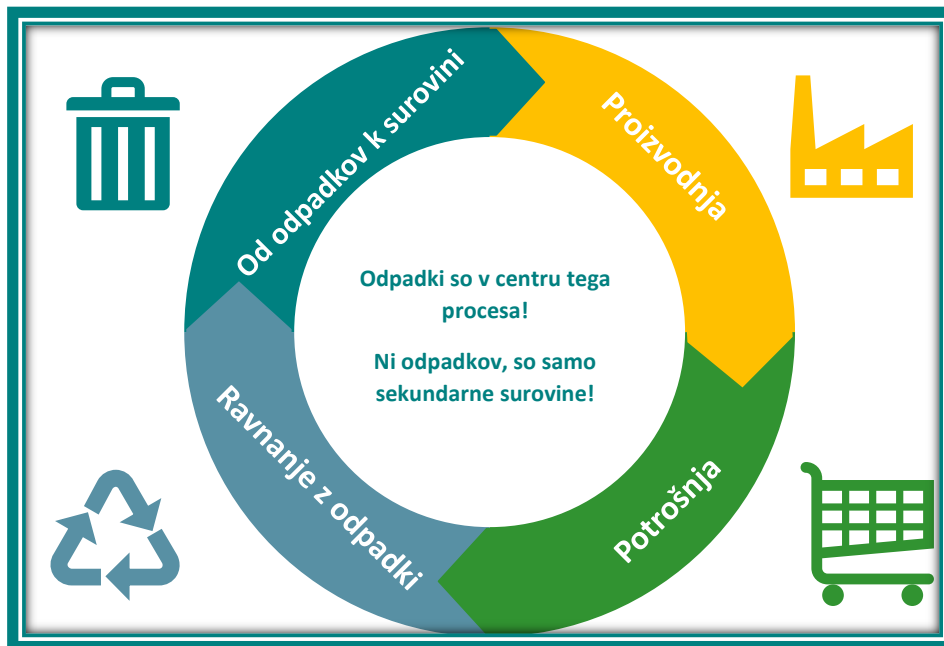 Od odpadkov k surovini
Proizvodnja
Odpadki so v centru tega
procesa!
Ni odpadkov, so samo
sekundarne surovine!
Ravnanje z odpadki
Potrošnja